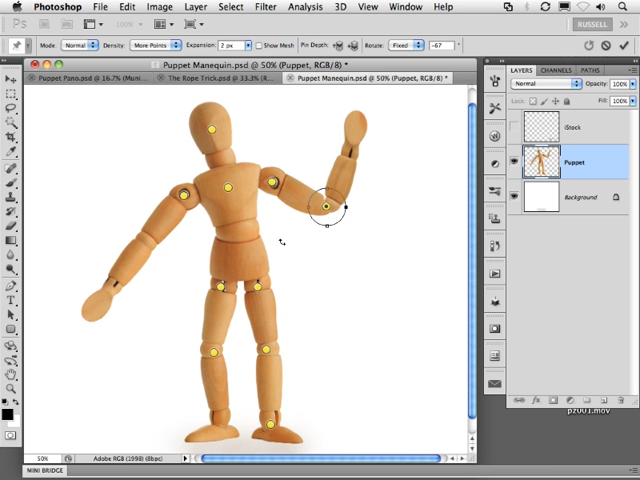 Photoshop File Edit Image Layer Select Filter Analysis 3D View
Ps 100% RUSSELL
Mode: Normal Density: More Points Expansion: 2 px Show Mesh Pin Depth: Rotate: Fixed -67
Puppet Manequin.psd @ 50% (Puppet, RGB/8) *
Puppet Pano.psd @ 16.7% (Muni... The Rope Trick.psd @ 33.3% (R... Puppet Manequin.psd @ 50% (Puppet, RGB/8) *
LAYERS CHANNELS PATHS
Normal Opacity: 100%
Lock: Fill: 100%
iStock
Puppet
Background
pz001.mov
50% Adobe RGB (1998) (8bpc)
MINI BRIDGE